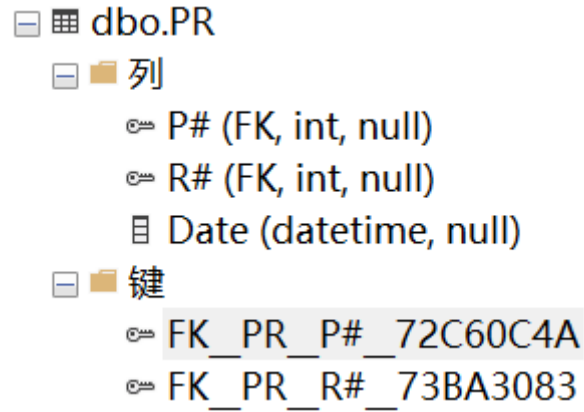 dbo.PR
列
P# (FK, int, null)
R# (FK, int, null)
Date (datetime, null)
键
FK__PR__P#__72C60C4A
FK__PR__R#__73BA3083